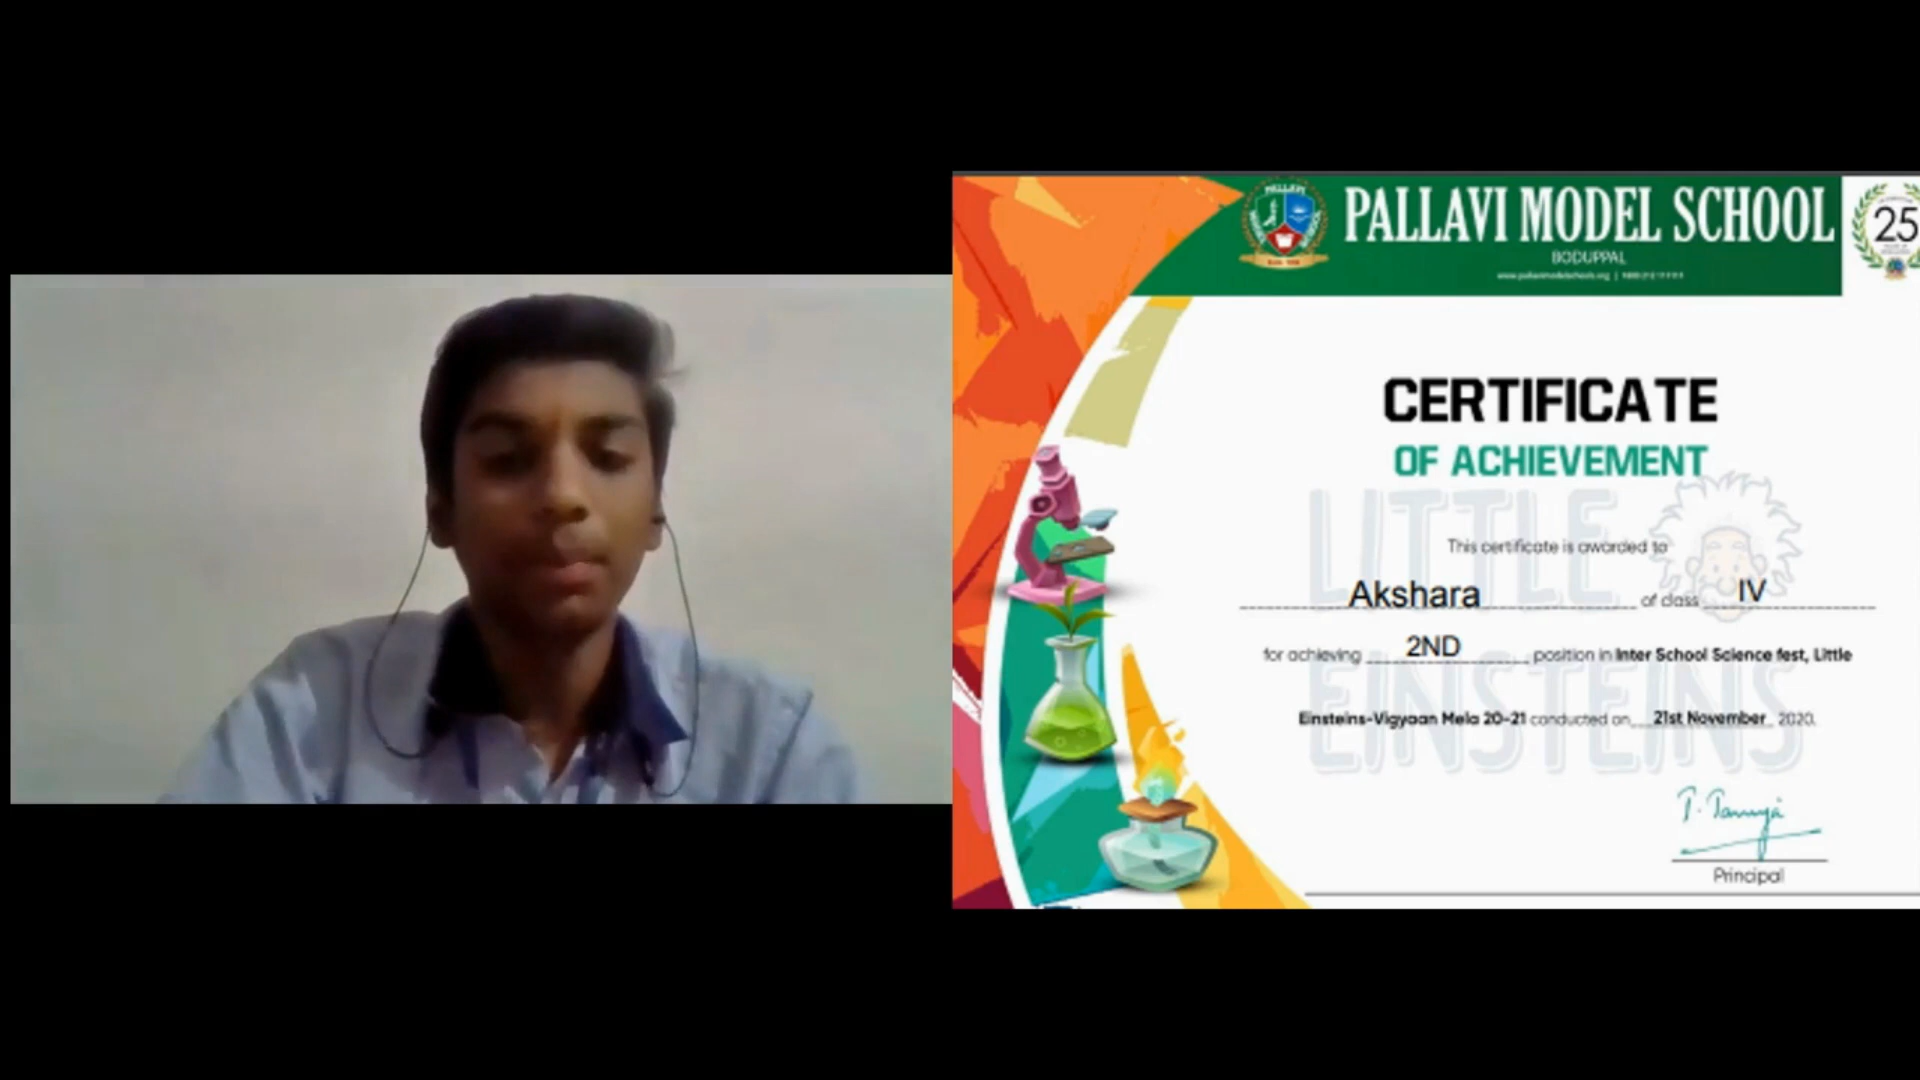 PALLAVI MODEL SCHOOL
BODUPPAL
25
PALLAVI
CERTIFICATE
OF ACHIEVEMENT
LITTLE
EINSTEINS
This certificate is awarded to
Akshara of class IV
for achieving 2ND position in Inter School Science fest, Little
Einsteins-Vigyaan Mela 20-21 conducted on 21st November 2020.
Principal